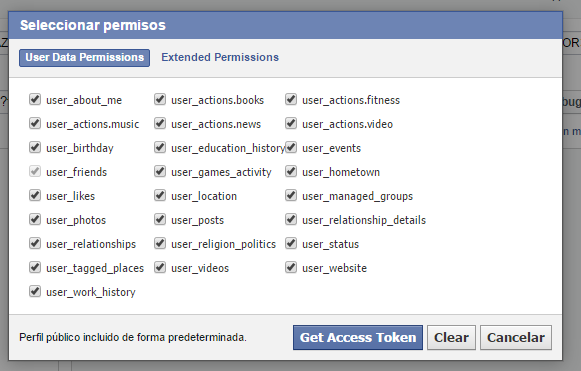 Seleccionar permisos
User Data Permissions Extended Permissions
user_about_me user_actions.books user_actions.fitness
user_actions.music user_actions.news user_actions.video
user_birthday user_education_history user_events
user_friends user_games_activity user_hometown
user_likes user_location user_managed_groups
user_photos user_posts user_relationship_details
user_relationships user_religion_politics user_status
user_tagged_places user_videos user_website
user_work_history
Perfil público incluido de forma predeterminada. Get Access Token Clear Cancelar